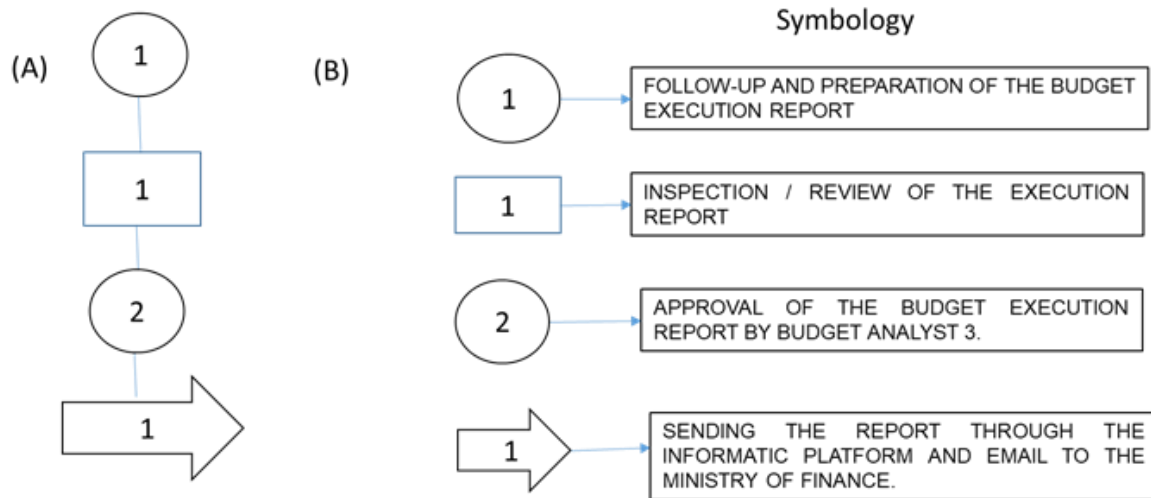 Symbology
(A)
1
1
2
1
(B)
1
FOLLOW-UP AND PREPARATION OF THE BUDGET
EXECUTION REPORT
1
INSPECTION / REVIEW OF THE EXECUTION
REPORT
2
APPROVAL OF THE BUDGET EXECUTION
REPORT BY BUDGET ANALYST 3.
1
SENDING THE REPORT THROUGH THE
INFORMATIC PLATFORM AND EMAIL TO THE
MINISTRY OF FINANCE.